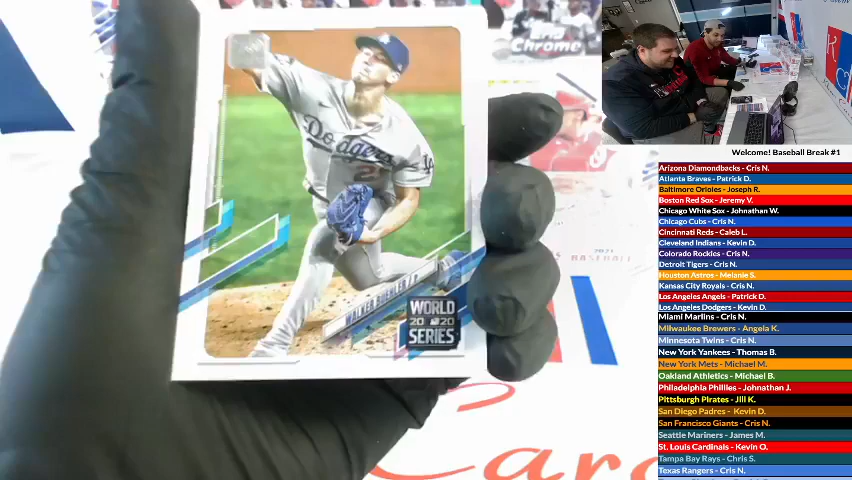 Chrome
Dodgers
LA
WALKER BUEHLER
WORLD
2020
SERIES
BASEBALL
K
Car
Welcome! Baseball Break #1
Arizona Diamondbacks - Cris N.
Atlanta Braves - Patrick D.
Baltimore Orioles - Joseph R.
Boston Red Sox - Jeremy V.
Chicago White Sox - Johnathan W.
Chicago Cubs - Cris N.
Cincinnati Reds - Caleb L.
Cleveland Indians - Kevin D.
Colorado Rockies - Cris N.
Detroit Tigers - Cris N.
Houston Astros - Melanie S.
Kansas City Royals - Cris N.
Los Angeles Angels - Patrick D.
Los Angeles Dodgers - Kevin D.
Miami Marlins - Cris N.
Milwaukee Brewers - Angela K.
Minnesota Twins - Cris N.
New York Yankees - Thomas B.
New York Mets - Michael M.
Oakland Athletics - Michael B.
Philadelphia Phillies - Johnathan J.
Pittsburgh Pirates - Jill K.
San Diego Padres - Kevin D.
San Francisco Giants - Cris N.
Seattle Mariners - James M.
St. Louis Cardinals - Kevin O.
Tampa Bay Rays - Chris S.
Texas Rangers - Cris N.